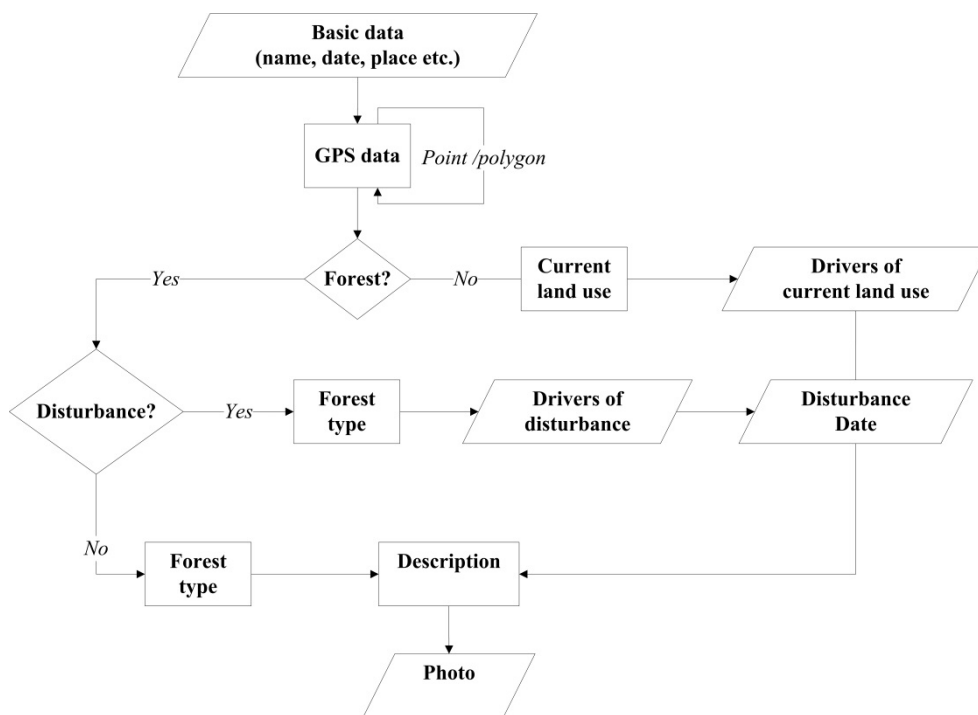 Basic data
(name, date, place etc.)
GPS data
Point /polygon
Forest?
Yes
No
Current
land use
Drivers of
current land use
Disturbance?
Yes
Forest
type
Drivers of
disturbance
Disturbance
Date
No
Forest
type
Description
Photo